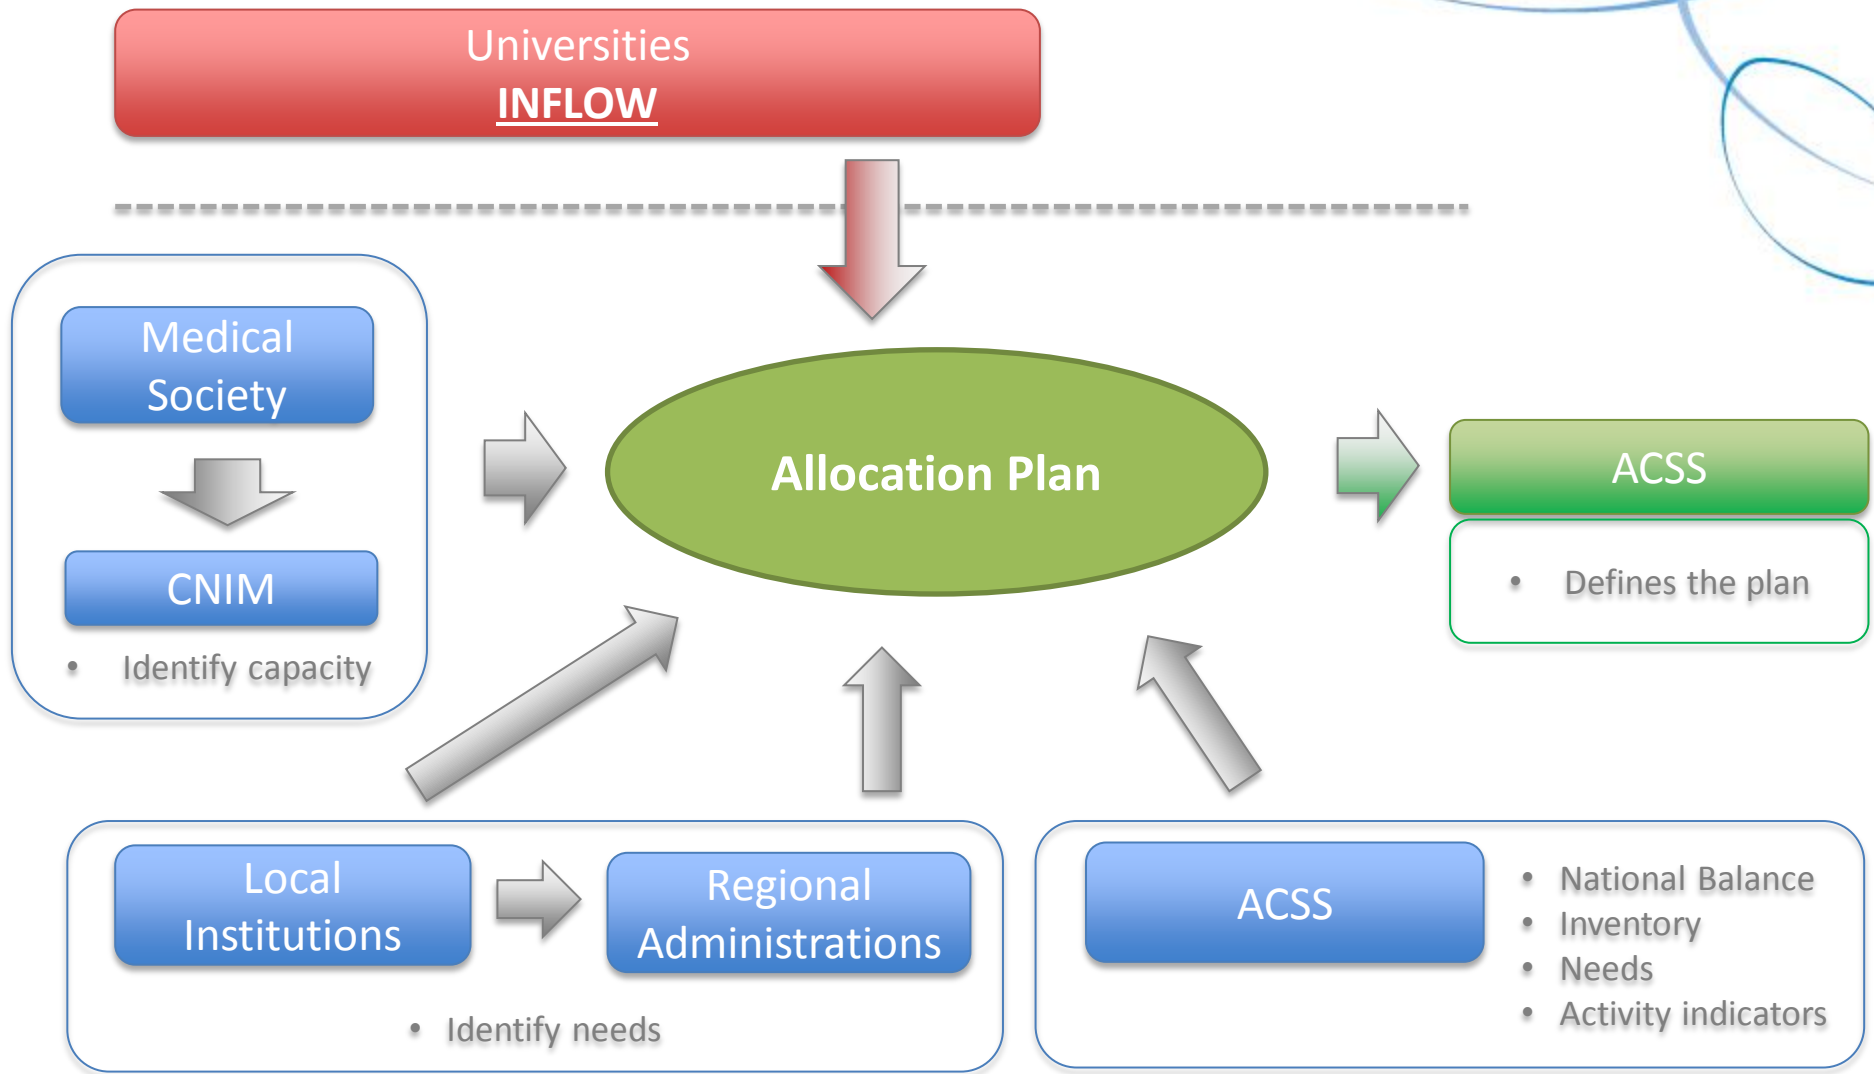 Universities
INFLOW
Medical
Society
CNIM
• Identify capacity
Allocation Plan
ACSS
• Defines the plan
Local
Institutions
Regional
Administrations
• Identify needs
ACSS
• National Balance
• Inventory
• Needs
• Activity indicators